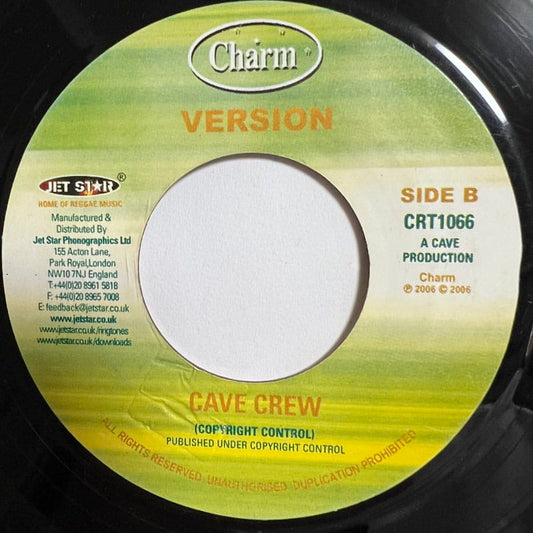 Charm
VERSION
JET STAR®
HOME OF REGGAE MUSIC
Manufactured &
Distributed By
Jet Star Phonographics Ltd
155 Acton Lane,
Park Royal,London
NW10 7NJ England
T:+44(0)20 8961 5818
F: +44(0)20 8965 7008
E: feedback@jetstar.co.uk
www.jetstar.co.uk
www.jetstar.co.uk/ringtones
www.jetstar.co.uk/downloads
SIDE B
CRT1066
A CAVE
PRODUCTION
Charm
℗ 2006 © 2006
CAVE CREW
(COPYRIGHT CONTROL)
PUBLISHED UNDER COPYRIGHT CONTROL
ALL RIGHTS RESERVED. UNAUTHORISED DUPLICATION PROHIBITED